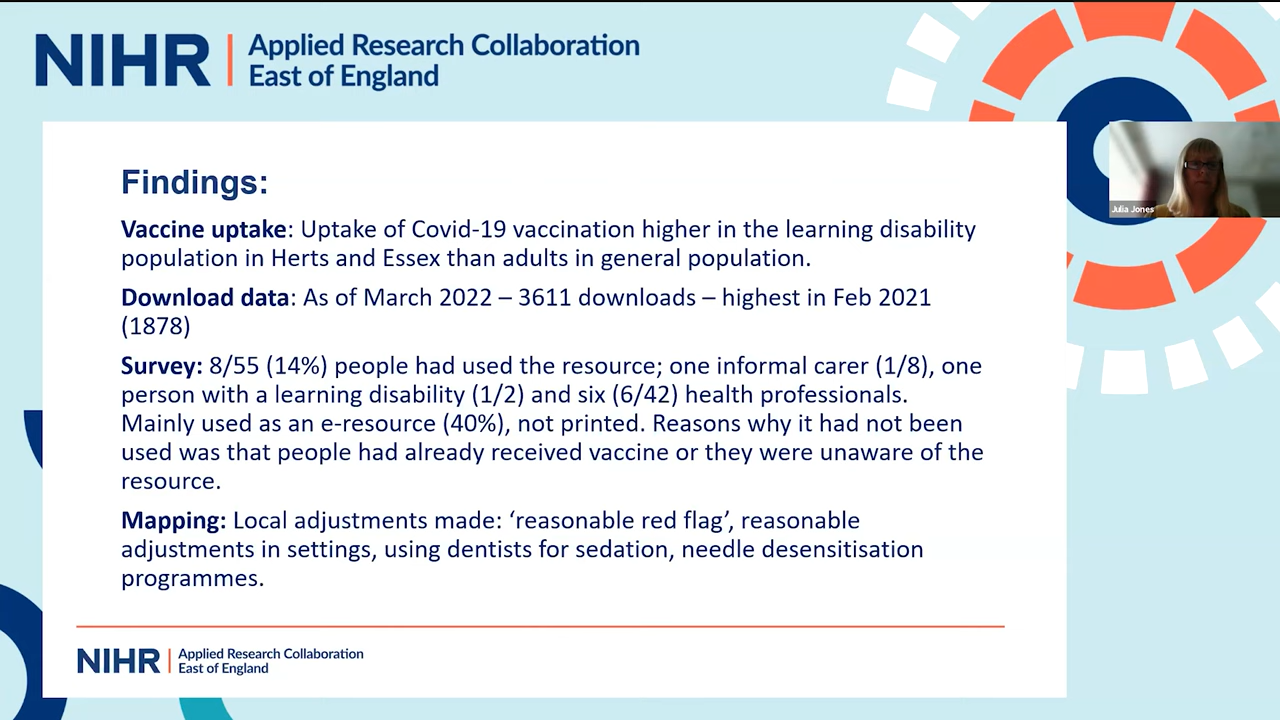 NIHR | Applied Research Collaboration
East of England
Findings:
Vaccine uptake: Uptake of Covid-19 vaccination higher in the learning disability
population in Herts and Essex than adults in general population.
Download data: As of March 2022 – 3611 downloads – highest in Feb 2021
(1878)
Survey: 8/55 (14%) people had used the resource; one informal carer (1/8), one
person with a learning disability (1/2) and six (6/42) health professionals.
Mainly used as an e-resource (40%), not printed. Reasons why it had not been
used was that people had already received vaccine or they were unaware of the
resource.
Mapping: Local adjustments made: ‘reasonable red flag’, reasonable
adjustments in settings, using dentists for sedation, needle desensitisation
programmes.
NIHR | Applied Research Collaboration
East of England
Julia Jones